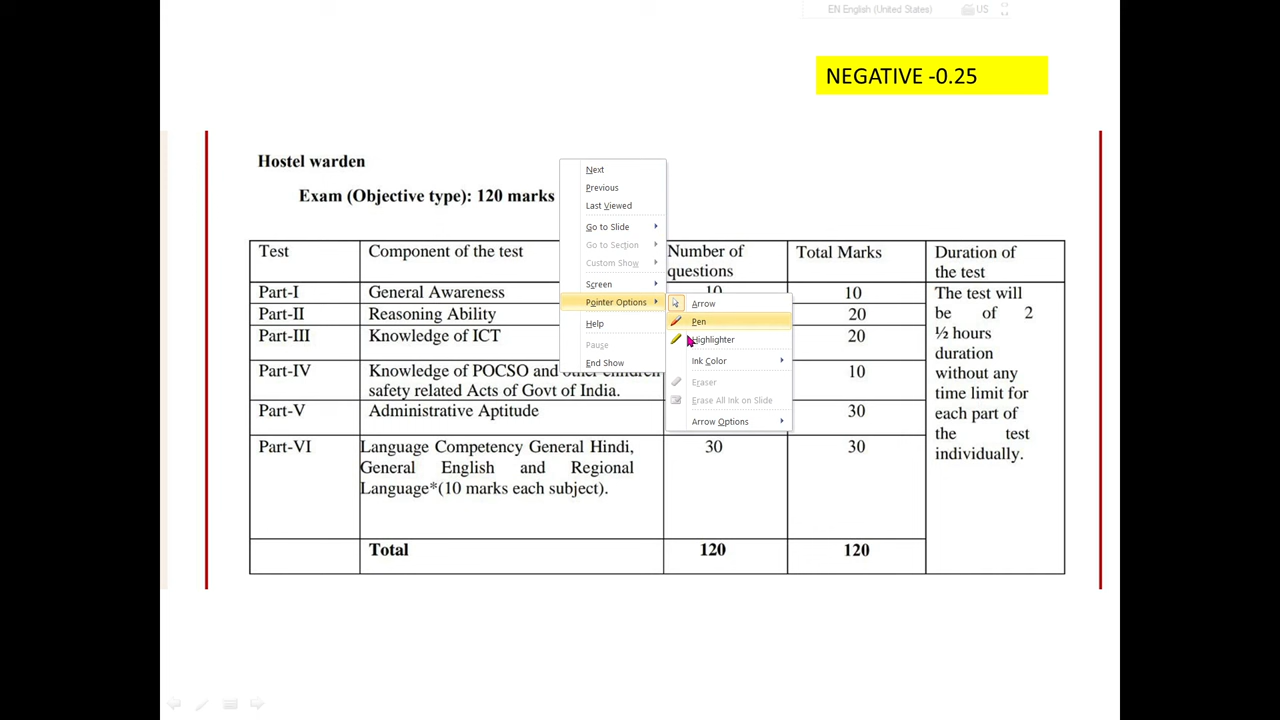 EN English (United States) US
NEGATIVE -0.25
Hostel warden
Exam (Objective type): 120 marks
Next
Previous
Last Viewed
Go to Slide
Go to Section
Custom Show
Screen
Pointer Options
Help
Pause
End Show
Arrow
Pen
Highlighter
Ink Color
Eraser
Erase All Ink on Slide
Arrow Options
Test Component of the test Number of questions Total Marks Duration of the test
Part-I General Awareness 10 10
Part-II Reasoning Ability 20
Part-III Knowledge of ICT 20
Part-IV Knowledge of POCSO and other children
safety related Acts of Govt of India. 10
Part-V Administrative Aptitude 30
Part-VI Language Competency General Hindi, 30 30
General English and Regional
Language*(10 marks each subject).
Total 120 120
The test will
be of 2
½ hours
duration
without any
time limit for
each part of
the test
individually.